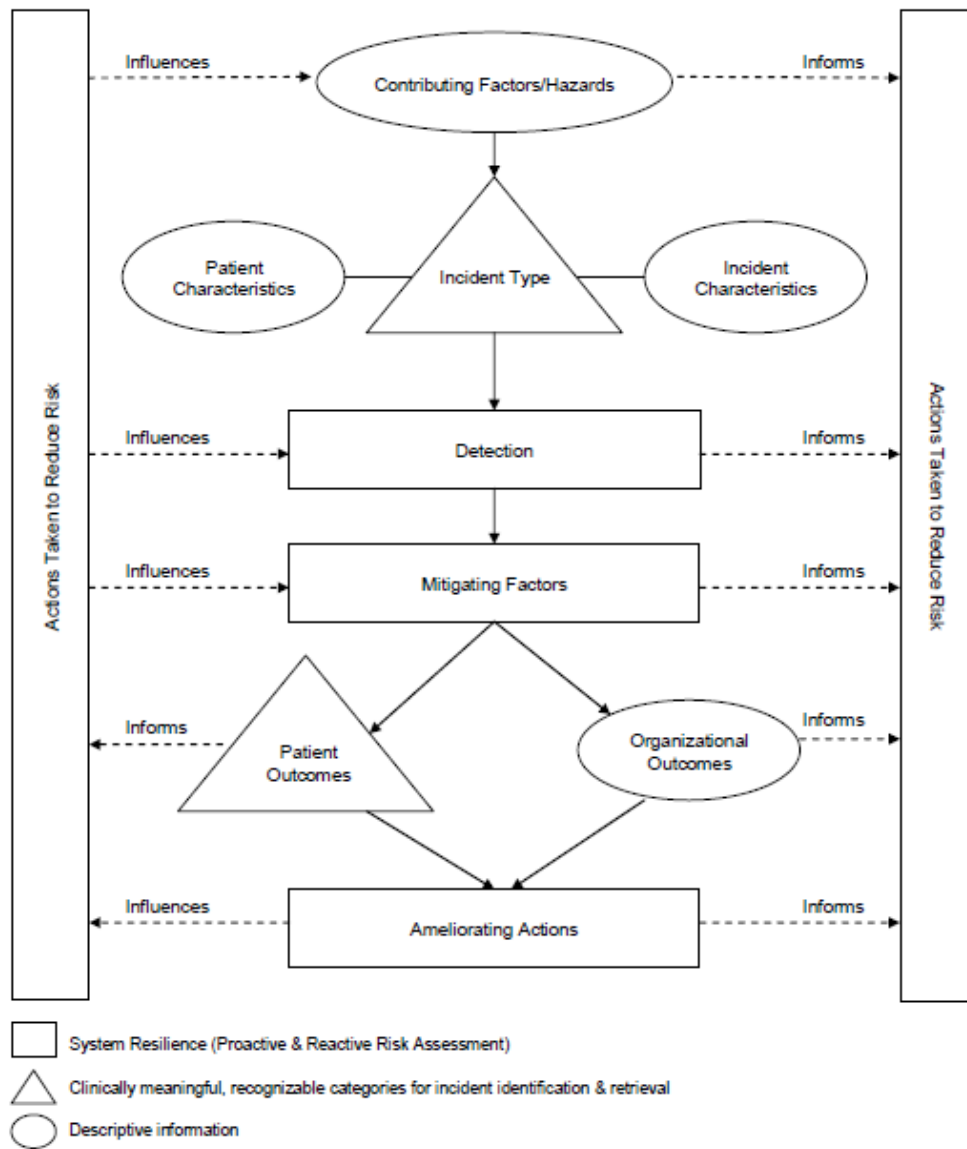 Influences
Informs
Contributing Factors/Hazards
Patient
Characteristics
Incident Type
Incident
Characteristics
Actions Taken to Reduce Risk
Actions Taken to Reduce Risk
Influences
Informs
Detection
Influences
Informs
Mitigating Factors
Informs
Informs
Patient
Outcomes
Organizational
Outcomes
Influences
Informs
Ameliorating Actions
System Resilience (Proactive & Reactive Risk Assessment)
Clinically meaningful, recognizable categories for incident identification & retrieval
Descriptive information